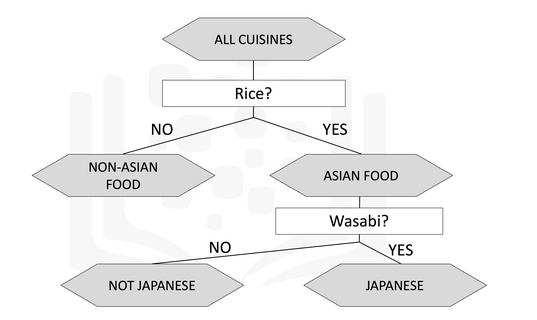 ALL CUISINES
Rice?
NO
YES
NON-ASIAN
FOOD
ASIAN FOOD
Wasabi?
NO
YES
NOT JAPANESE
JAPANESE